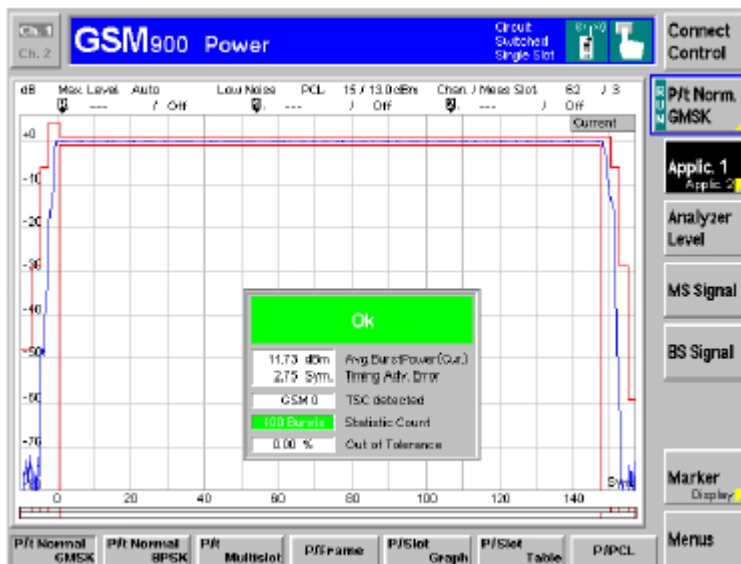 Ch. 1
Ch. 2
GSM900 Power
Circuit
Switched
Single Slot
Connect
Control
dB Max. Level Auto Low Noise PCL 15 / 13.0 dBm Chan. / Meas Slot 62 / 3
--- / Off --- / Off --- / Off
Current
RUN
P/t Norm.
GMSK
Applic. 1
Applic. 2
Analyzer
Level
MS Signal
BS Signal
Marker
Display
Menus
+0
-10
-20
-30
-40
-50
-60
-70
Ok
11.73 dBm Avg.BurstPower(Cur.)
2.75 Sym. Timing Adv. Error
GSM 0 TSC detected
100 Bursts Statistic Count
0.00 % Out of Tolerance
Sym.
0 20 40 60 80 100 120 140
P/t Normal
GMSK
P/t Normal
8PSK
P/t
Multislot
P/Frame
P/Slot
Graph
P/Slot
Table
P/PCL